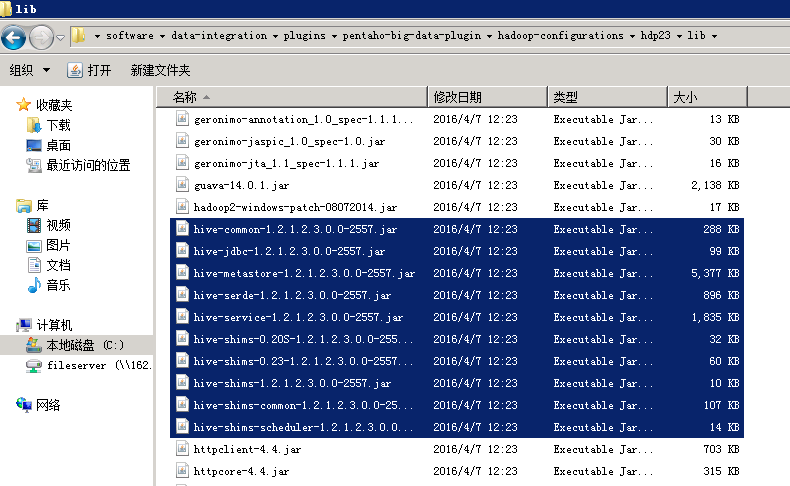 lib
software data-integration plugins pentaho-big-data-plugin hadoop-configurations hdp23 lib
组织 打开 新建文件夹
收藏夹
下载
桌面
最近访问的位置
库
视频
图片
文档
音乐
计算机
本地磁盘 (C:)
fileserver (\\162.
网络
名称 修改日期 类型 大小
geronimo-annotation_1.0_spec-1.1.1... 2016/4/7 12:23 Executable Jar... 13 KB
geronimo-jaspic_1.0_spec-1.0.jar 2016/4/7 12:23 Executable Jar... 30 KB
geronimo-jta_1.1_spec-1.1.1.jar 2016/4/7 12:23 Executable Jar... 16 KB
guava-14.0.1.jar 2016/4/7 12:23 Executable Jar... 2,138 KB
hadoop2-windows-patch-08072014.jar 2016/4/7 12:23 Executable Jar... 17 KB
hive-common-1.2.1.2.3.0.0-2557.jar 2016/4/7 12:23 Executable Jar... 288 KB
hive-jdbc-1.2.1.2.3.0.0-2557.jar 2016/4/7 12:23 Executable Jar... 99 KB
hive-metastore-1.2.1.2.3.0.0-2557.jar 2016/4/7 12:23 Executable Jar... 5,377 KB
hive-serde-1.2.1.2.3.0.0-2557.jar 2016/4/7 12:23 Executable Jar... 896 KB
hive-service-1.2.1.2.3.0.0-2557.jar 2016/4/7 12:23 Executable Jar... 1,835 KB
hive-shims-0.20S-1.2.1.2.3.0.0-255... 2016/4/7 12:23 Executable Jar... 32 KB
hive-shims-0.23-1.2.1.2.3.0.0-2557... 2016/4/7 12:23 Executable Jar... 60 KB
hive-shims-1.2.1.2.3.0.0-2557.jar 2016/4/7 12:23 Executable Jar... 10 KB
hive-shims-common-1.2.1.2.3.0.0-25... 2016/4/7 12:23 Executable Jar... 107 KB
hive-shims-scheduler-1.2.1.2.3.0.0... 2016/4/7 12:23 Executable Jar... 14 KB
httpclient-4.4.jar 2016/4/7 12:23 Executable Jar... 703 KB
httpcore-4.4.jar 2016/4/7 12:23 Executable Jar... 315 KB